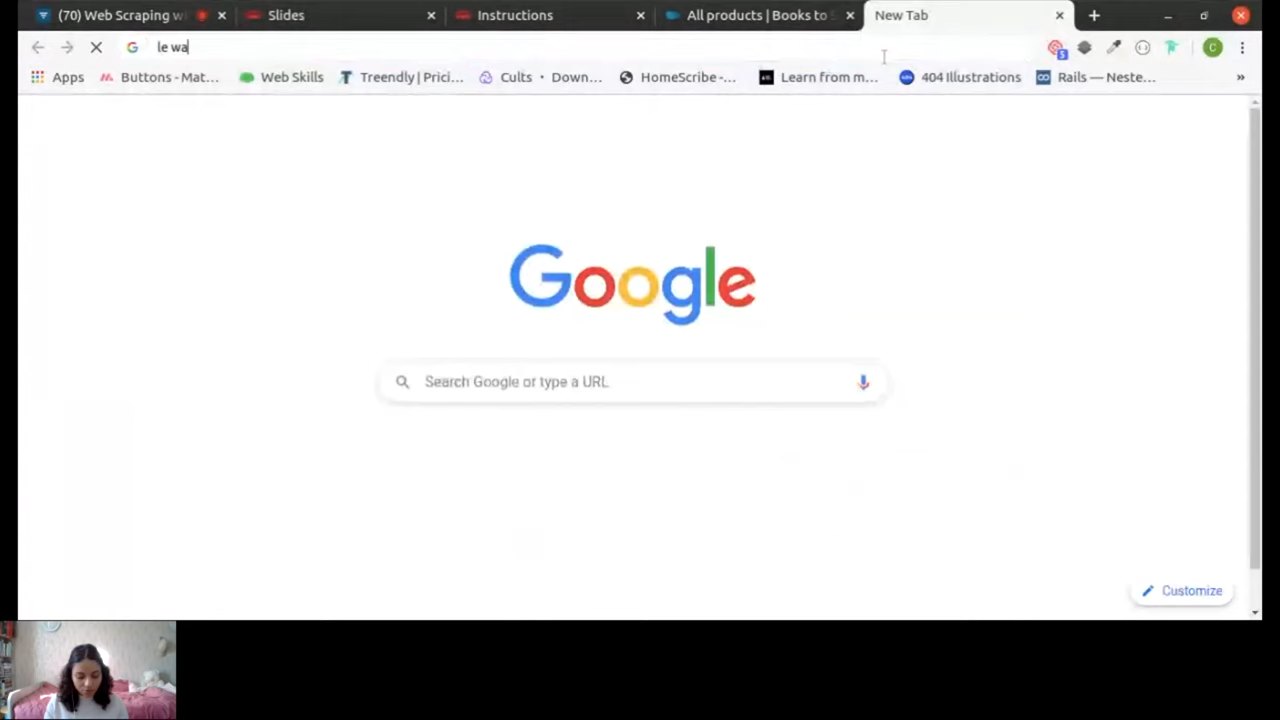 (70) Web Scraping w
Slides
Instructions
All products | Books to S
New Tab
le wa
5
C
Apps
Buttons - Mat...
Web Skills
Treendly | Prici...
Cults • Down...
HomeScribe -...
Learn from m...
404 Illustrations
Rails — Neste...
»
Google
Search Google or type a URL
Customize